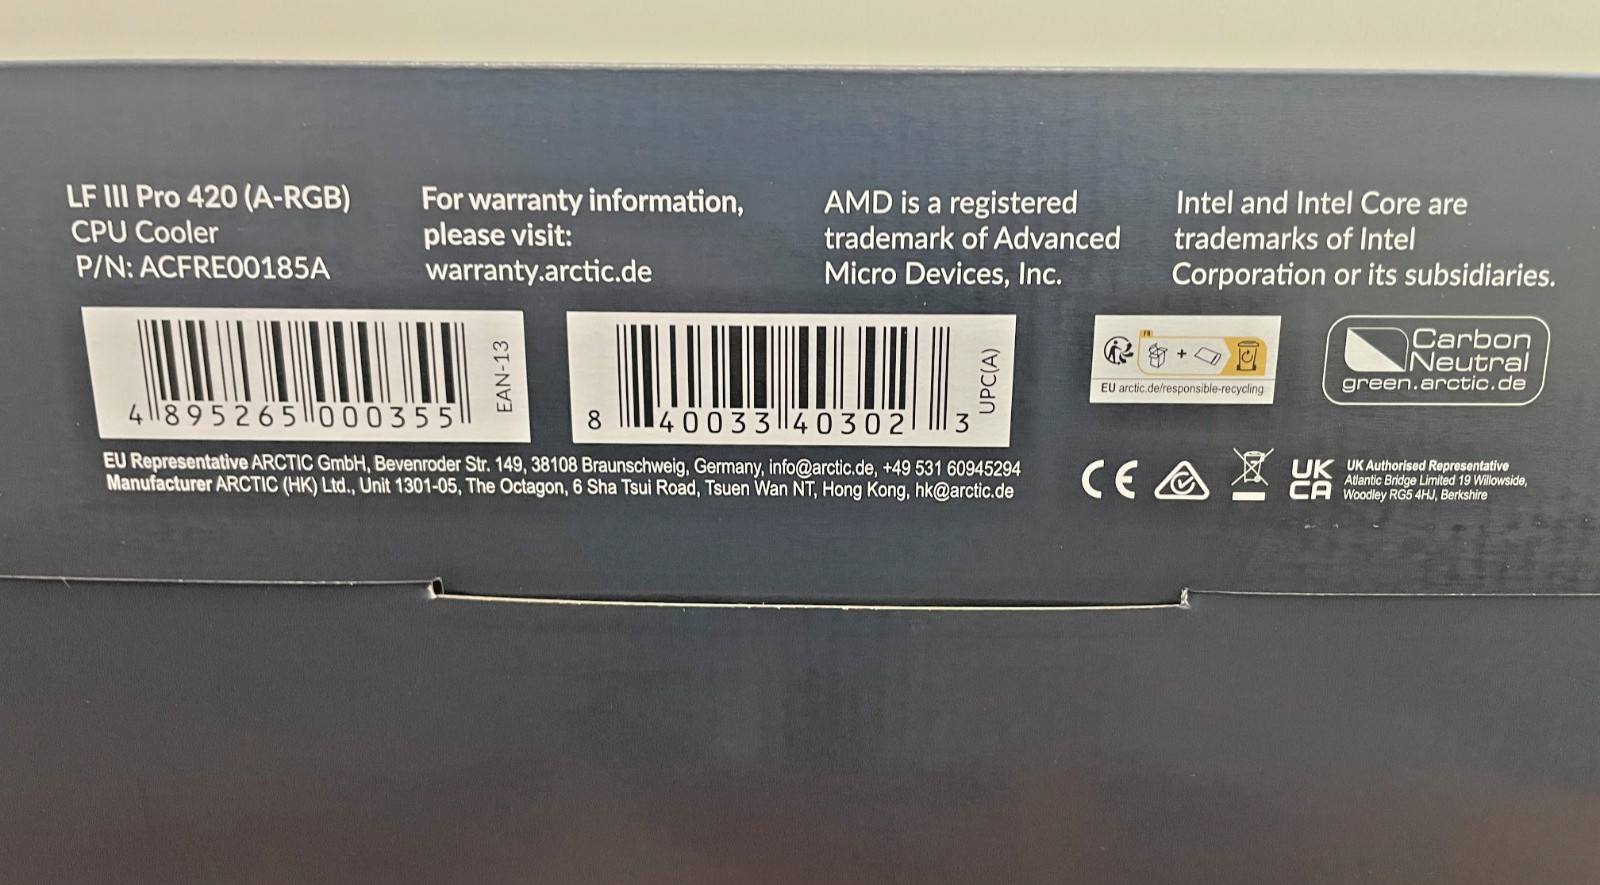 LF III Pro 420 (A-RGB)
CPU Cooler
P/N: ACFRE00185A
For warranty information,
please visit:
warranty.arctic.de
AMD is a registered
trademark of Advanced
Micro Devices, Inc.
Intel and Intel Core are
trademarks of Intel
Corporation or its subsidiaries.
4 895265 000355
EAN-13
8 40033 40302 3
UPC(A)
FR
+
EU arctic.de/responsible-recycling
Carbon
Neutral
green.arctic.de
EU Representative ARCTIC GmbH, Bevenroder Str. 149, 38108 Braunschweig, Germany, info@arctic.de, +49 531 60945294
Manufacturer ARCTIC (HK) Ltd., Unit 1301-05, The Octagon, 6 Sha Tsui Road, Tsuen Wan NT, Hong Kong, hk@arctic.de
CE
UK
CA
UK Authorised Representative
Atlantic Bridge Limited 19 Willowside,
Woodley RG5 4HJ, Berkshire